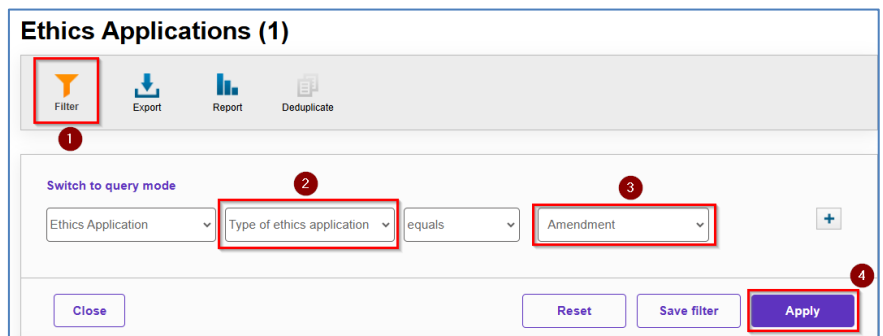 Ethics Applications (1)
Filter Export Report Deduplicate
1
Switch to query mode 2 3
Ethics Application Type of ethics application equals Amendment +
4
Close Reset Save filter Apply